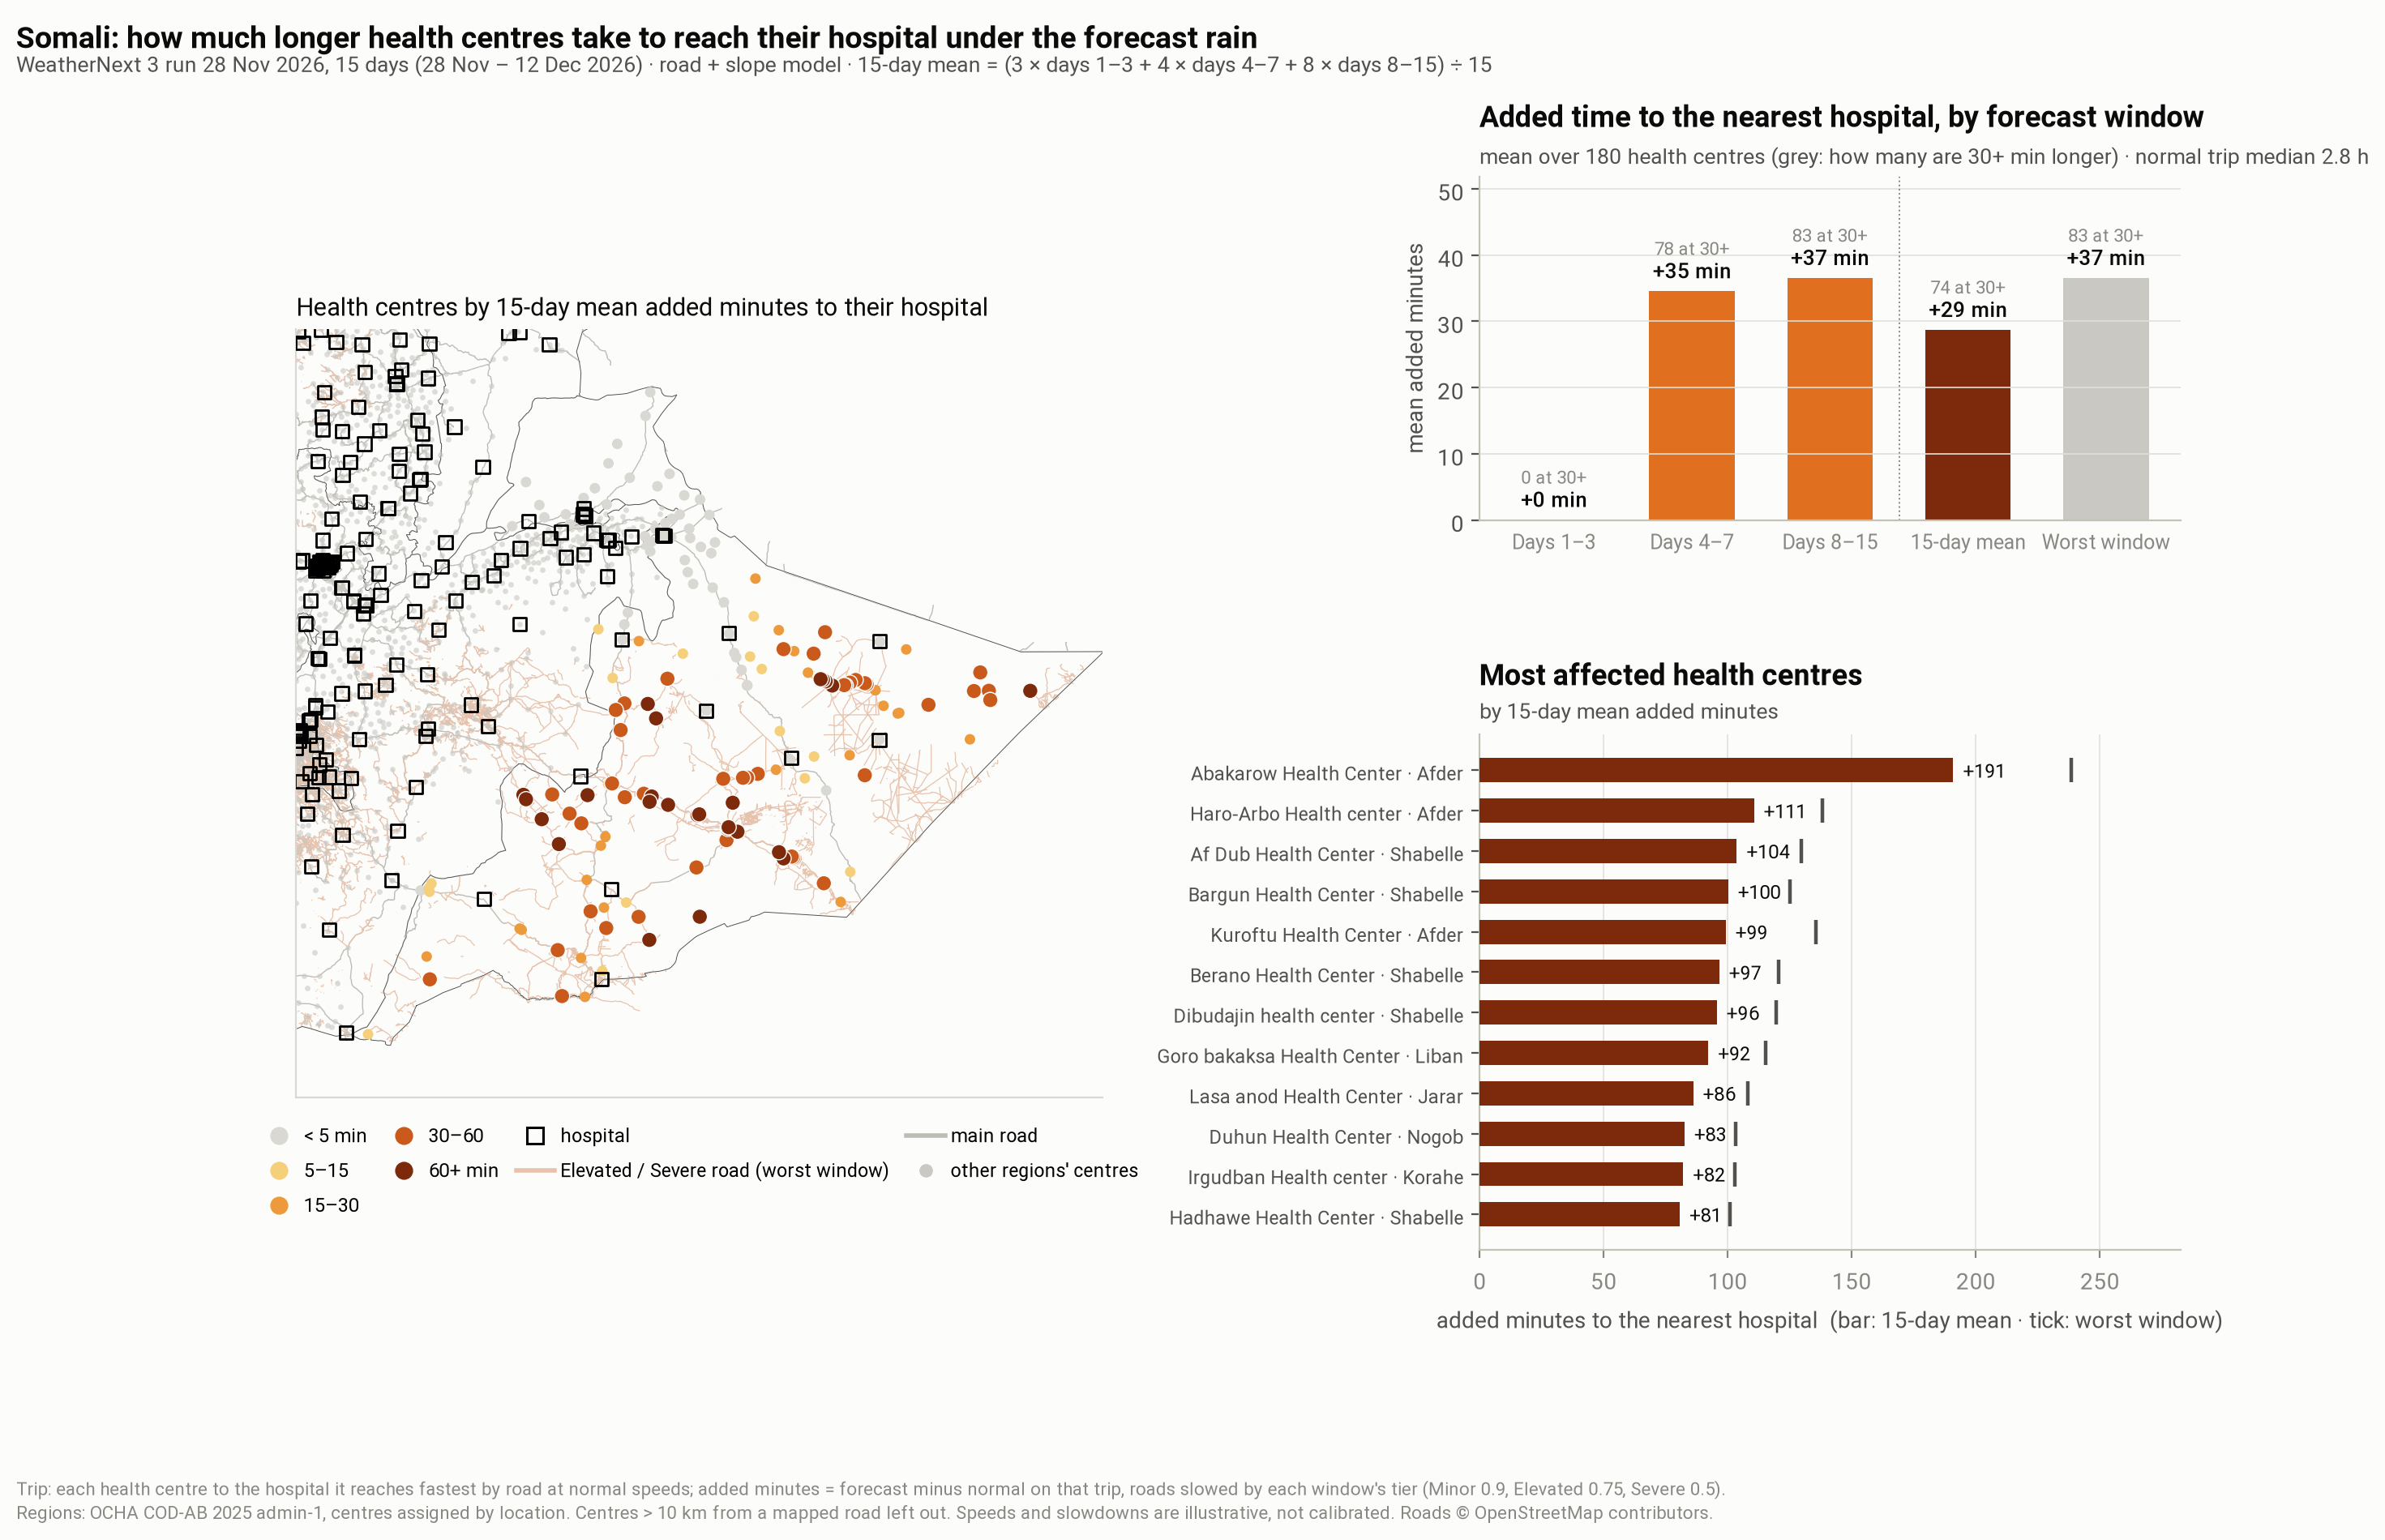 Somali: how much longer health centres take to reach their hospital under the forecast rain
WeatherNext 3 run 28 Nov 2026, 15 days (28 Nov – 12 Dec 2026) · road + slope model · 15-day mean = (3 × days 1–3 + 4 × days 4–7 + 8 × days 8–15) ÷ 15
Health centres by 15-day mean added minutes to their hospital
< 5 min
5–15
15–30
30–60
60+ min
hospital
Elevated / Severe road (worst window)
main road
other regions' centres
Added time to the nearest hospital, by forecast window
mean over 180 health centres (grey: how many are 30+ min longer) · normal trip median 2.8 h
mean added minutes
50
40
30
20
10
0
0 at 30+
+0 min
78 at 30+
+35 min
83 at 30+
+37 min
74 at 30+
+29 min
83 at 30+
+37 min
Days 1–3
Days 4–7
Days 8–15
15-day mean
Worst window
Most affected health centres
by 15-day mean added minutes
Abakarow Health Center · Afder +191
Haro-Arbo Health center · Afder +111
Af Dub Health Center · Shabelle +104
Bargun Health Center · Shabelle +100
Kuroftu Health Center · Afder +99
Berano Health Center · Shabelle +97
Dibudajin health center · Shabelle +96
Goro bakaksa Health Center · Liban +92
Lasa anod Health Center · Jarar +86
Duhun Health Center · Nogob +83
Irgudban Health center · Korahe +82
Hadhawe Health Center · Shabelle +81
0 50 100 150 200 250
added minutes to the nearest hospital (bar: 15-day mean · tick: worst window)
Trip: each health centre to the hospital it reaches fastest by road at normal speeds; added minutes = forecast minus normal on that trip, roads slowed by each window's tier (Minor 0.9, Elevated 0.75, Severe 0.5).
Regions: OCHA COD-AB 2025 admin-1, centres assigned by location. Centres > 10 km from a mapped road left out. Speeds and slowdowns are illustrative, not calibrated. Roads © OpenStreetMap contributors.